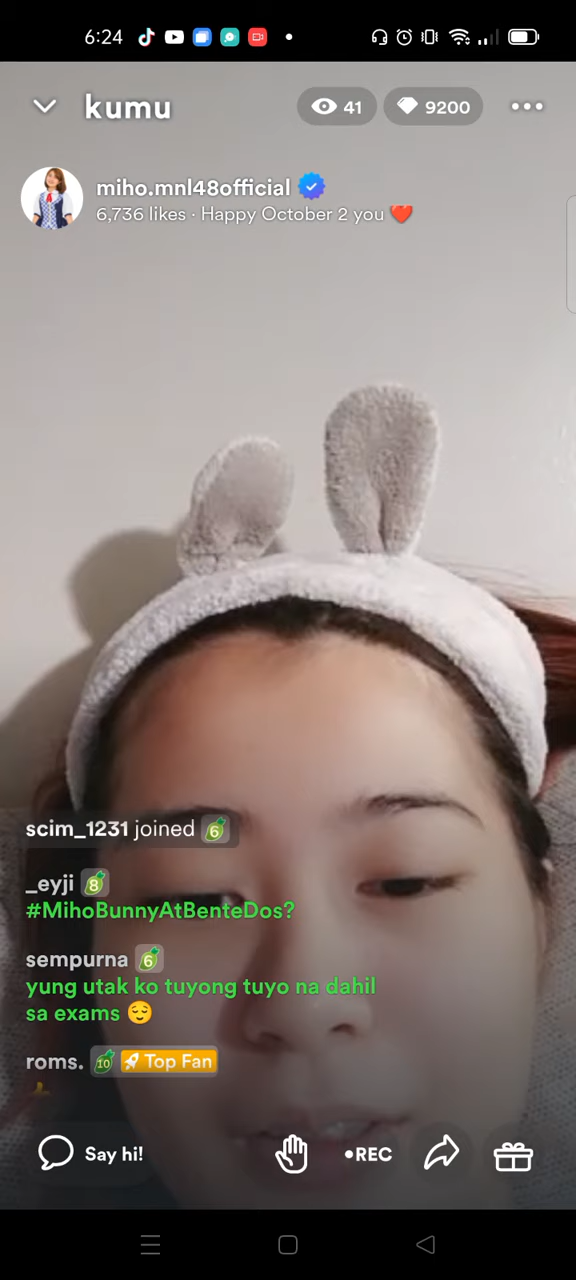 6:24
kumu
41
9200
miho.mnl48official
6,736 likes · Happy October 2 you ❤️
scim_1231 joined 6
_eyji 8
#MihoBunnyAtBenteDos?
sempurna 6
yung utak ko tuyong tuyo na dahil
sa exams 😌
roms. 10 Top Fan
Say hi!
•REC